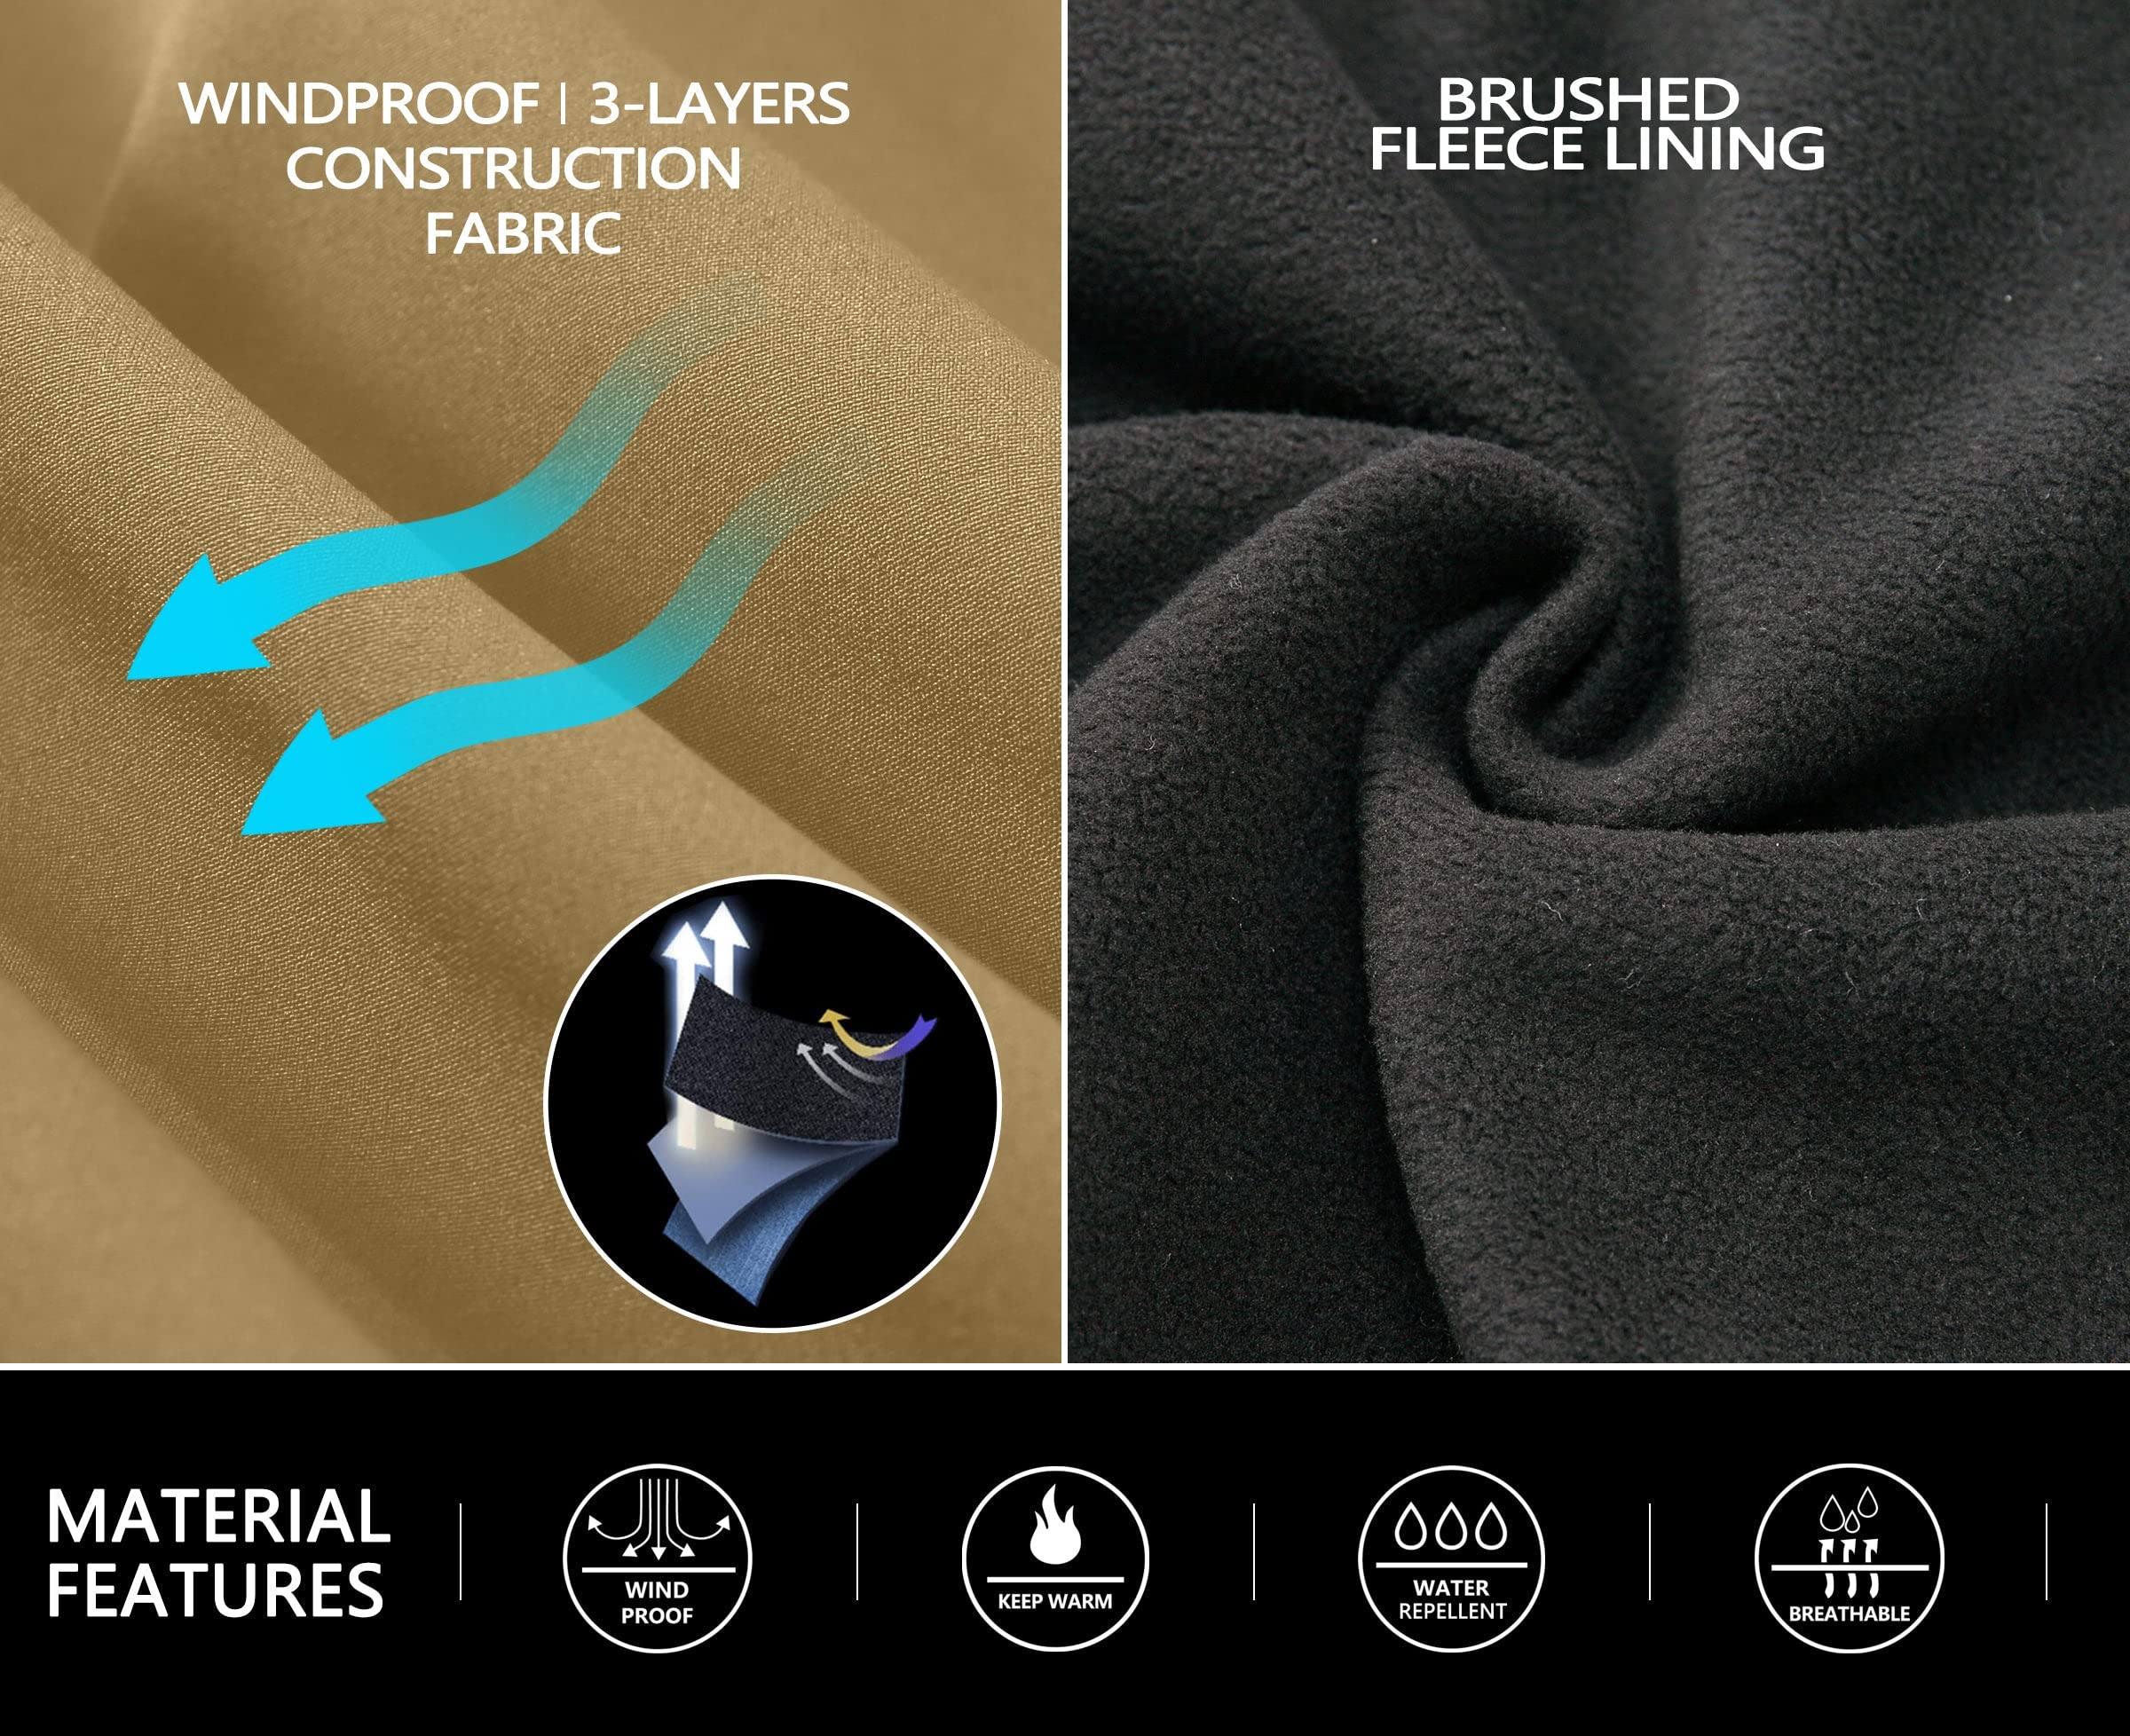 WINDPROOF | 3-LAYERS
CONSTRUCTION
FABRIC
BRUSHED
FLEECE LINING
MATERIAL
FEATURES
WIND
PROOF
KEEP WARM
WATER
REPELLENT
BREATHABLE